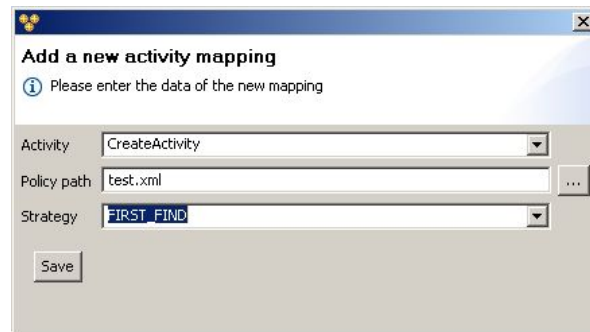 Add a new activity mapping
Please enter the data of the new mapping
Activity CreateActivity
Policy path test.xml ...
Strategy FIRST_FIND
Save